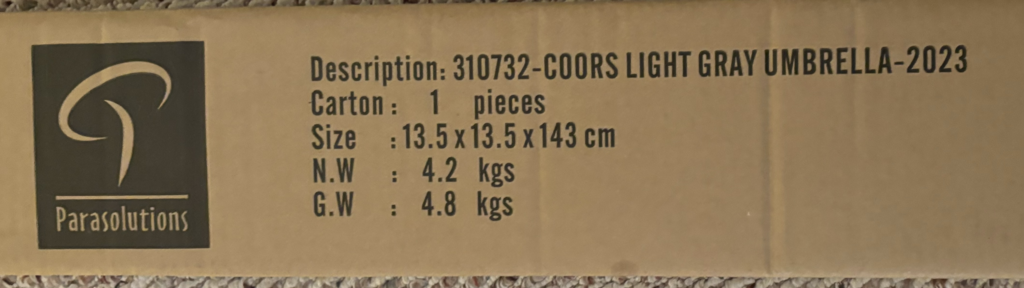 Parasolutions
Description: 310732-COORS LIGHT GRAY UMBRELLA-2023
Carton : 1 pieces
Size : 13.5 x 13.5 x 143 cm
N.W : 4.2 kgs
G.W : 4.8 kgs